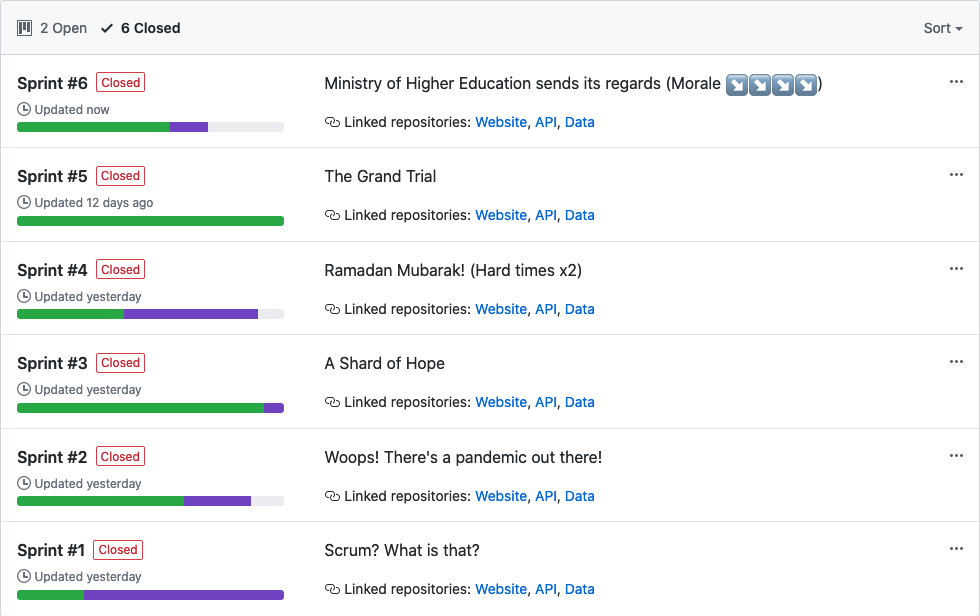 2 Open 6 Closed Sort
Sprint #6 Closed Ministry of Higher Education sends its regards (Morale ↘️↘️↘️↘️)
Updated now Linked repositories: Website, API, Data
Sprint #5 Closed The Grand Trial
Updated 12 days ago Linked repositories: Website, API, Data
Sprint #4 Closed Ramadan Mubarak! (Hard times x2)
Updated yesterday Linked repositories: Website, API, Data
Sprint #3 Closed A Shard of Hope
Updated yesterday Linked repositories: Website, API, Data
Sprint #2 Closed Woops! There's a pandemic out there!
Updated yesterday Linked repositories: Website, API, Data
Sprint #1 Closed Scrum? What is that?
Updated yesterday Linked repositories: Website, API, Data